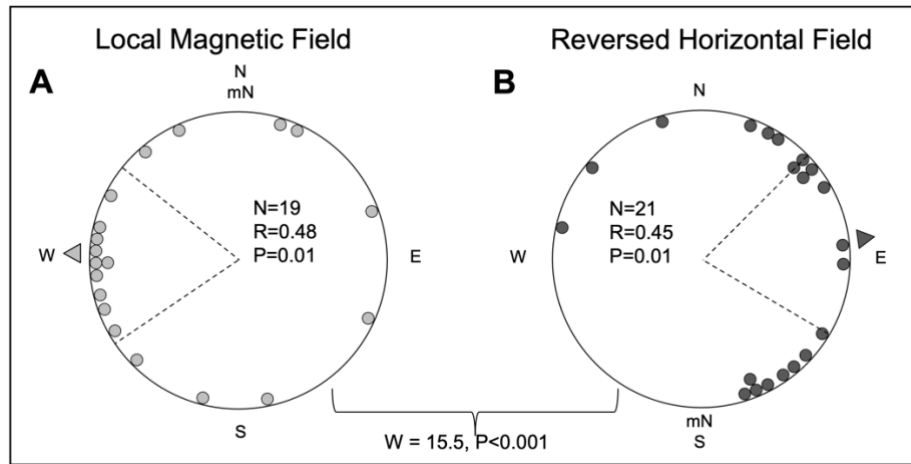 Local Magnetic Field
Reversed Horizontal Field
A
N
mN
W
E
S
N=19
R=0.48
P=0.01
B
N
W
E
mN
S
N=21
R=0.45
P=0.01
W = 15.5, P<0.001